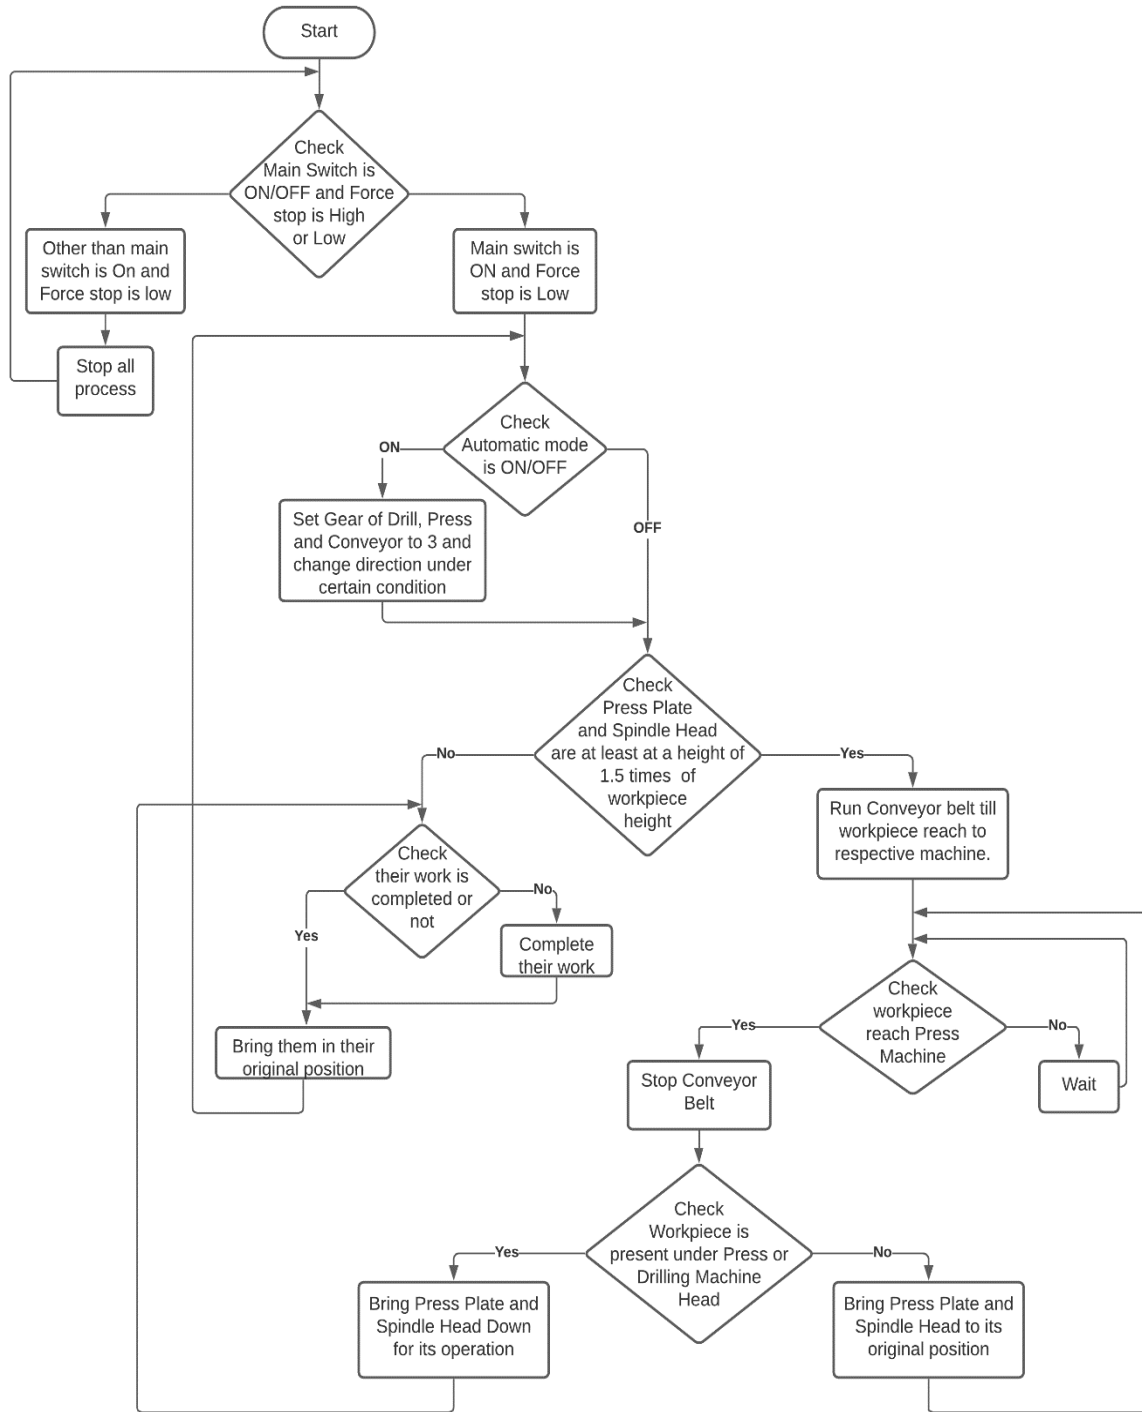 Start
Check
Main Switch is
ON/OFF and Force
stop is High
or Low
Other than main
switch is On and
Force stop is low
Main switch is
ON and Force
stop is Low
Stop all
process
Check
Automatic mode
is ON/OFF
ON
OFF
Set Gear of Drill, Press
and Conveyor to 3 and
change direction under
certain condition
Check
Press Plate
and Spindle Head
are at least at a height of
1.5 times of
workpiece
height
No
Yes
Run Conveyor belt till
workpiece reach to
respective machine.
Check
their work is
completed or
not
No
Yes
Complete
their work
Bring them in their
original position
Check
workpiece
reach Press
Machine
Yes
No
Stop Conveyor
Belt
Wait
Check
Workpiece is
present under Press or
Drilling Machine
Head
Yes
No
Bring Press Plate and
Spindle Head Down
for its operation
Bring Press Plate and
Spindle Head to its
original position